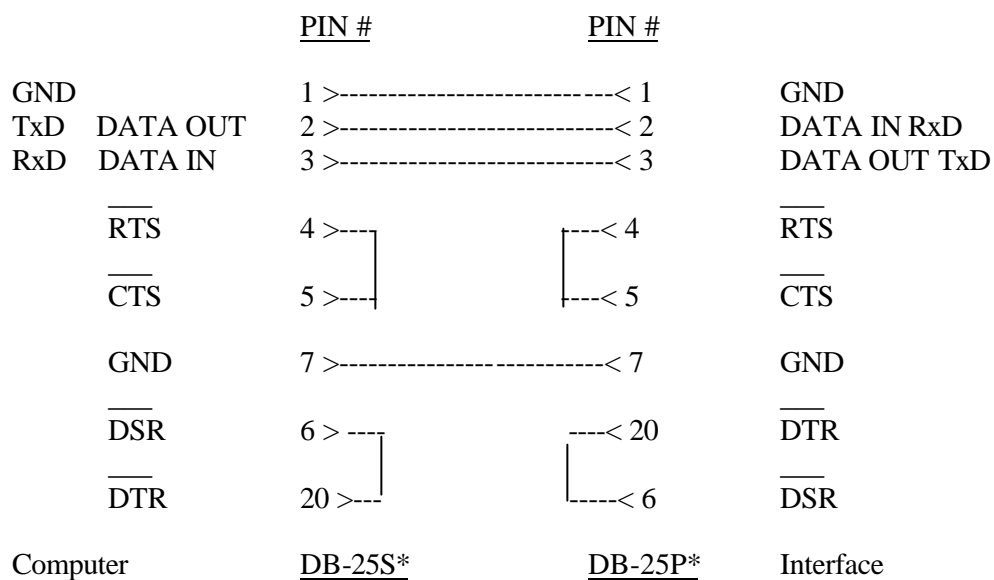 PIN # PIN #
GND 1 >----------------------------< 1 GND
TxD DATA OUT 2 >----------------------------< 2 DATA IN RxD
RxD DATA IN 3 >----------------------------< 3 DATA OUT TxD
RTS 4 >---- ----< 4 RTS
CTS 5 >---- ----< 5 CTS
GND 7 >---------------------------< 7 GND
DSR 6 > ---- ----< 20 DTR
DTR 20 >---- -----< 6 DSR
Computer DB-25S* DB-25P* Interface